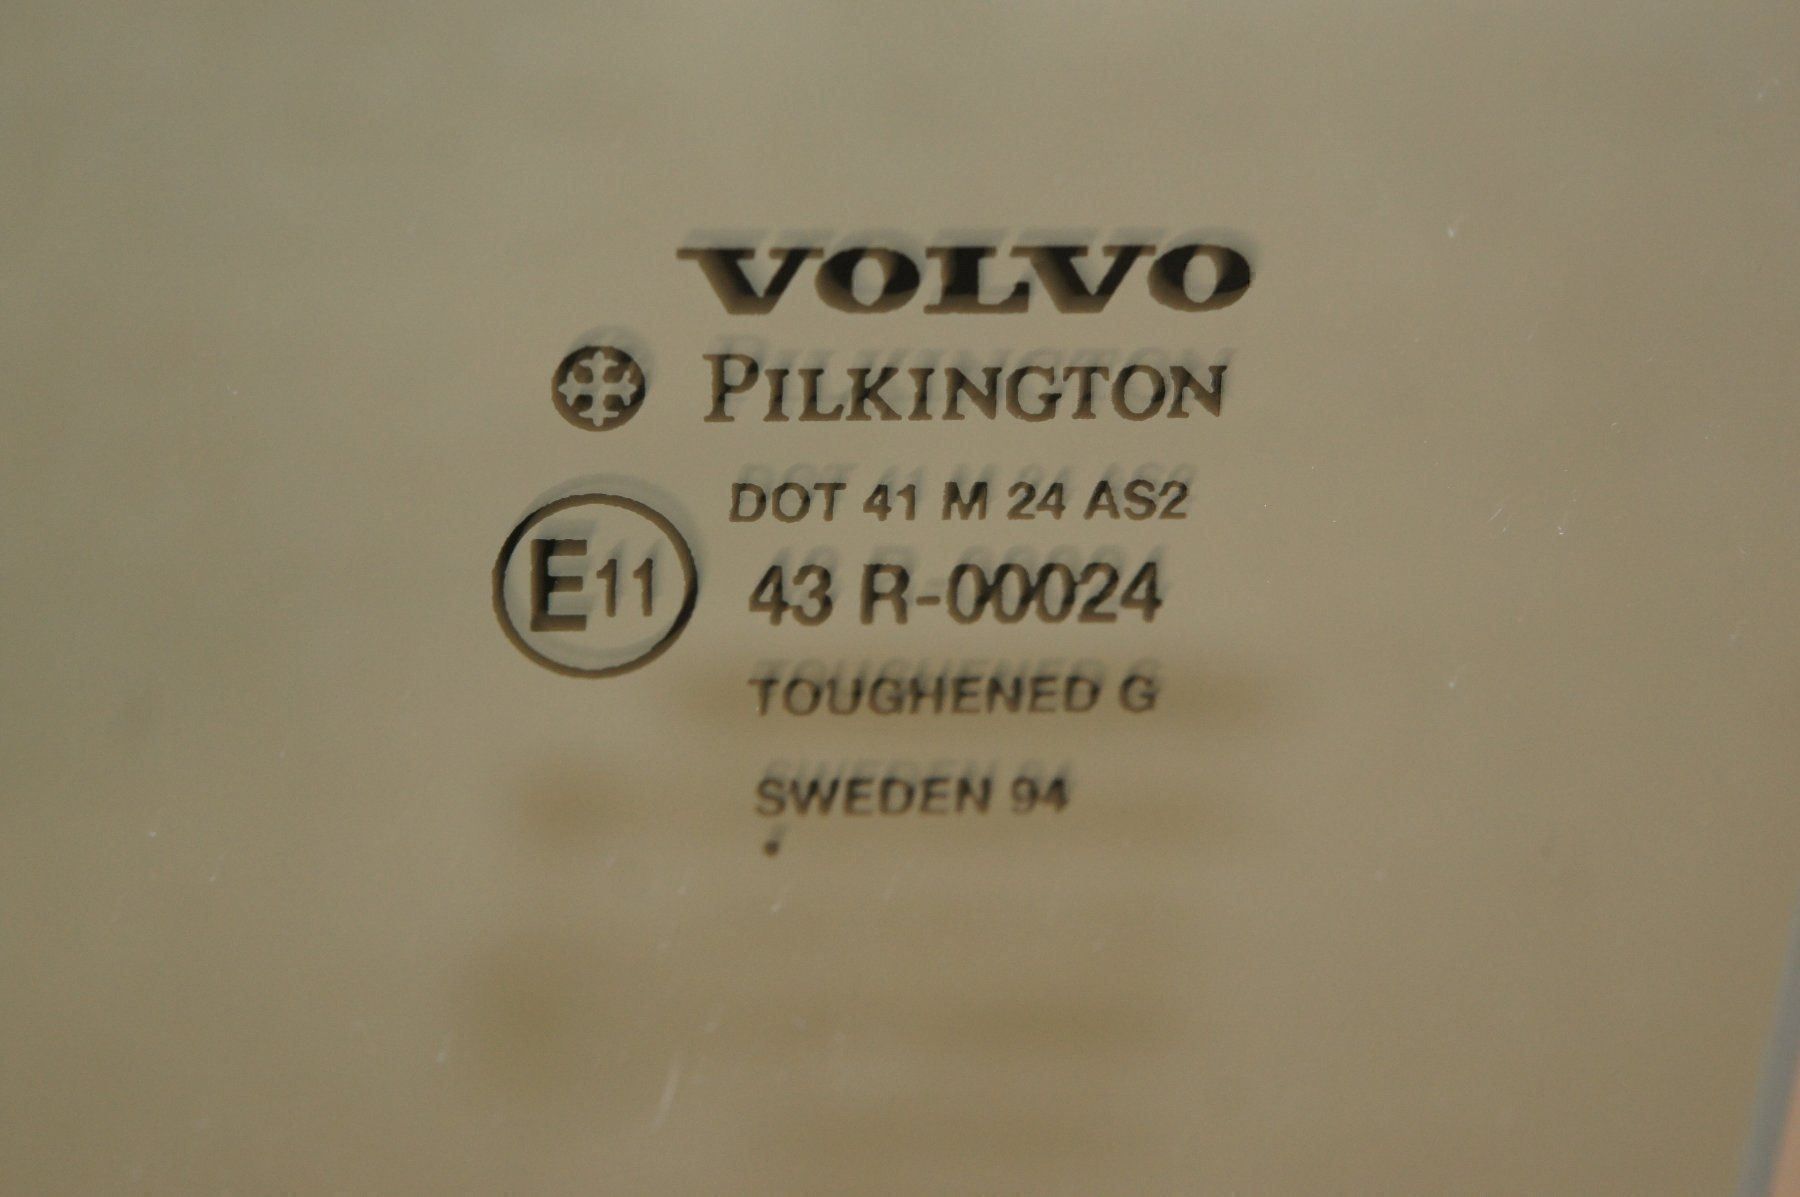 VOLVO
PILKINGTON
DOT 41 M 24 AS2
E11 43 R-00024
TOUGHENED G
SWEDEN 94